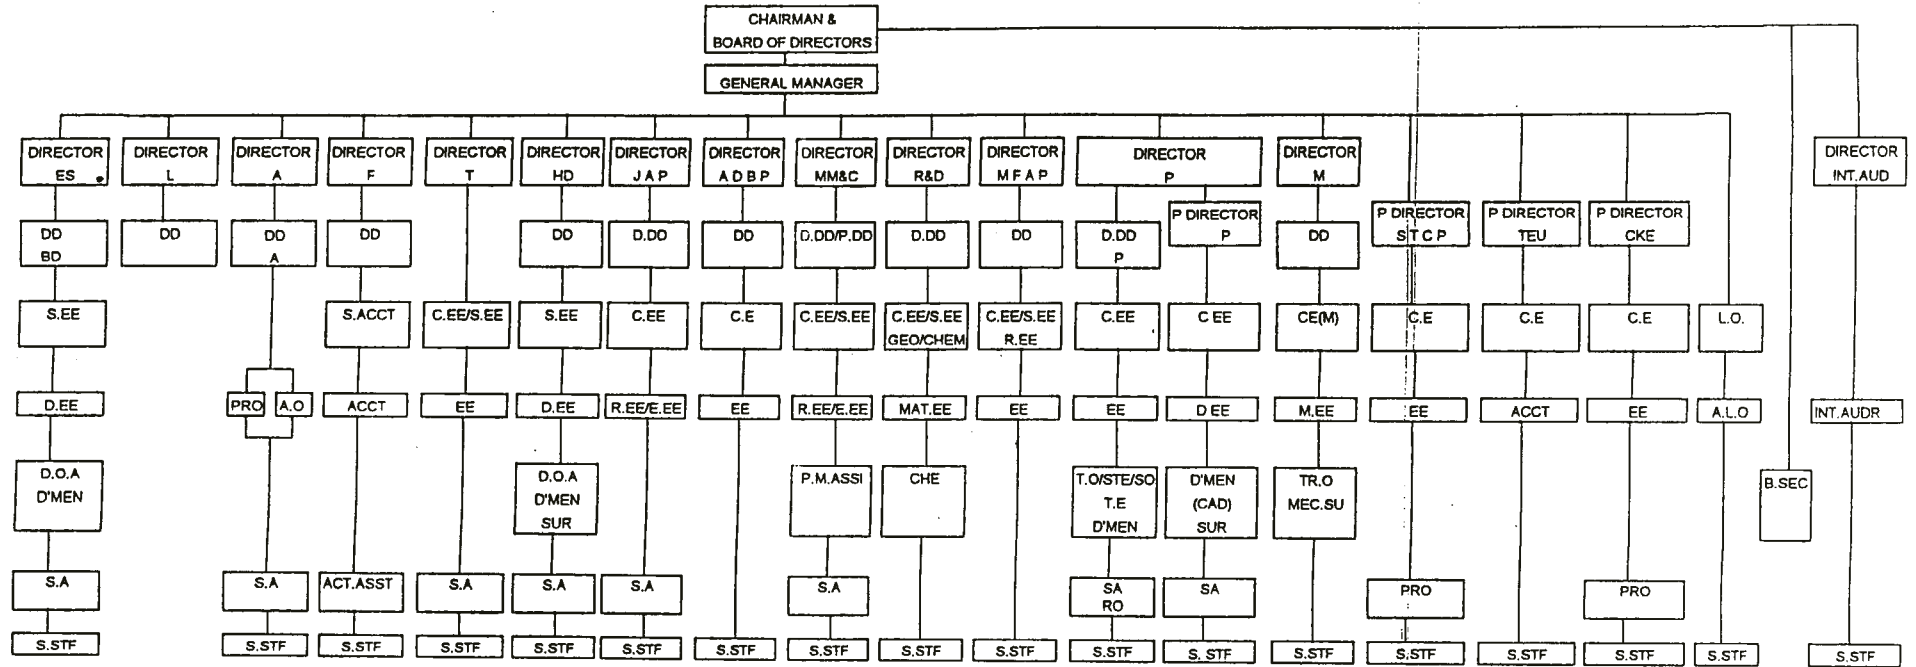 CHAIRMAN &
BOARD OF DIRECTORS
GENERAL MANAGER
DIRECTOR
ES
DIRECTOR
L
DIRECTOR
A
DIRECTOR
F
DIRECTOR
T
DIRECTOR
HD
DIRECTOR
J A P
DIRECTOR
A D B P
DIRECTOR
MM&C
DIRECTOR
R&D
DIRECTOR
M F A P
DIRECTOR
P
DIRECTOR
M
DIRECTOR
INT.AUD
DD
BD
DD
DD
A
DD
DD
D.DD
DD
D.DD/P.DD
D.DD
DD
D.DD
P
P DIRECTOR
P
DD
P DIRECTOR
S T C P
P DIRECTOR
TEU
P DIRECTOR
CKE
S.EE
S.ACCT
C.EE/S.EE
S.EE
C.EE
C.E
C.EE/S.EE
C.EE/S.EE
GEO/CHEM
C.EE/S.EE
R.EE
C.EE
C EE
CE(M)
C.E
C.E
C.E
L.O.
D.EE
PRO
A.O
ACCT
EE
D.EE
R.EE/E.EE
EE
R.EE/E.EE
MAT.EE
EE
EE
D EE
M.EE
EE
ACCT
EE
A.L.O
INT.AUDR
D.O.A
D'MEN
D.O.A
D'MEN
SUR
P.M.ASSI
CHE
T.O/STE/SO
T.E
D'MEN
D'MEN
(CAD)
SUR
TR.O
MEC.SU
B.SEC
S.A
S.A
ACT.ASST
S.A
S.A
S.A
S.A
SA
RO
SA
PRO
PRO
S.STF
S.STF
S.STF
S.STF
S.STF
S.STF
S.STF
S.STF
S.STF
S.STF
S.STF
S. STF
S.STF
S.STF
S.STF
S.STF
S.STF
S.STF